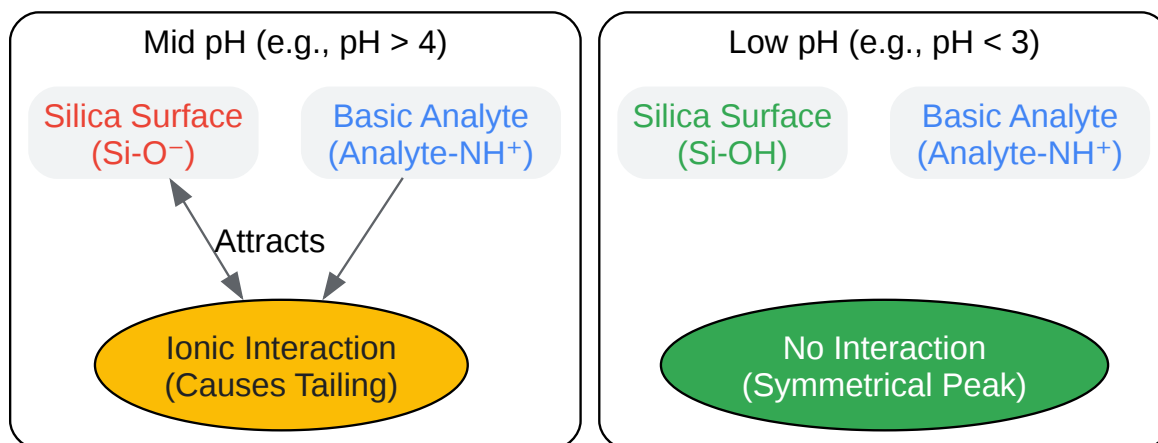 Mid pH (e.g., pH > 4)
Silica Surface
(Si-O⁻)
Basic Analyte
(Analyte-NH⁺)
Attracts
Ionic Interaction
(Causes Tailing)
Low pH (e.g., pH < 3)
Silica Surface
(Si-OH)
Basic Analyte
(Analyte-NH⁺)
No Interaction
(Symmetrical Peak)